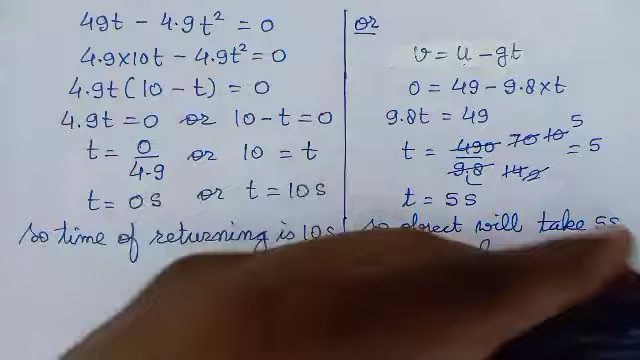 49t - 4.9t² = 0
4.9×10t - 4.9t² = 0
4.9t (10 - t) = 0
4.9t = 0 or 10 - t = 0
t = 0/4.9 or 10 = t
t = 0s or t = 10s
so time of returning is 10s
or
v = u - gt
0 = 49 - 9.8×t
9.8t = 49
t = 490/9.8 70 10 5 14 2 = 5
t = 5s
so object will take 5s